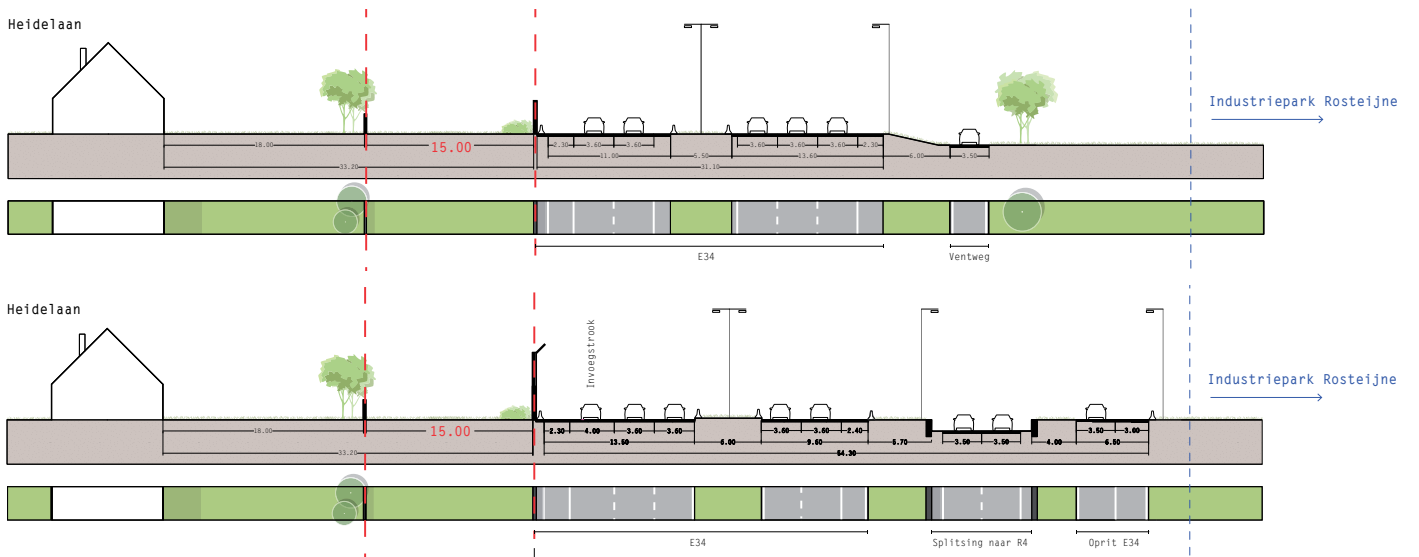 Heidelaan
Industriepark Rosteijne
18.00
15.00
2.30 3.60 3.60
3.60 3.60 3.60 2.30
11.00 5.50 13.60 6.00 3.50
33.20
31.10
E34
Ventweg
Heidelaan
Invoegstrook
Industriepark Rosteijne
18.00
15.00
2.30 4.00 3.60 3.60
3.60 3.60 2.40
3.50 3.50
3.50 3.00
13.50 6.00 9.60 5.70 4.00 6.50
33.20
64.30
E34
Splitsing naar R4
Oprit E34